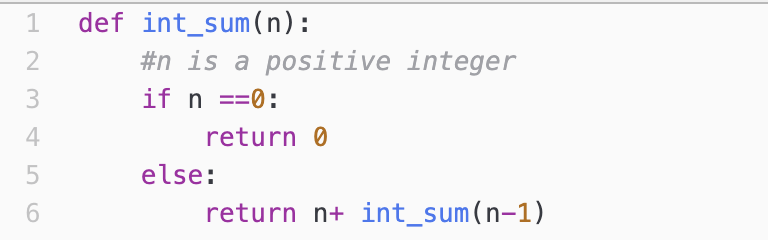 1 def int_sum(n):
2 #n is a positive integer
3 if n ==0:
4 return 0
5 else:
6 return n+ int_sum(n-1)